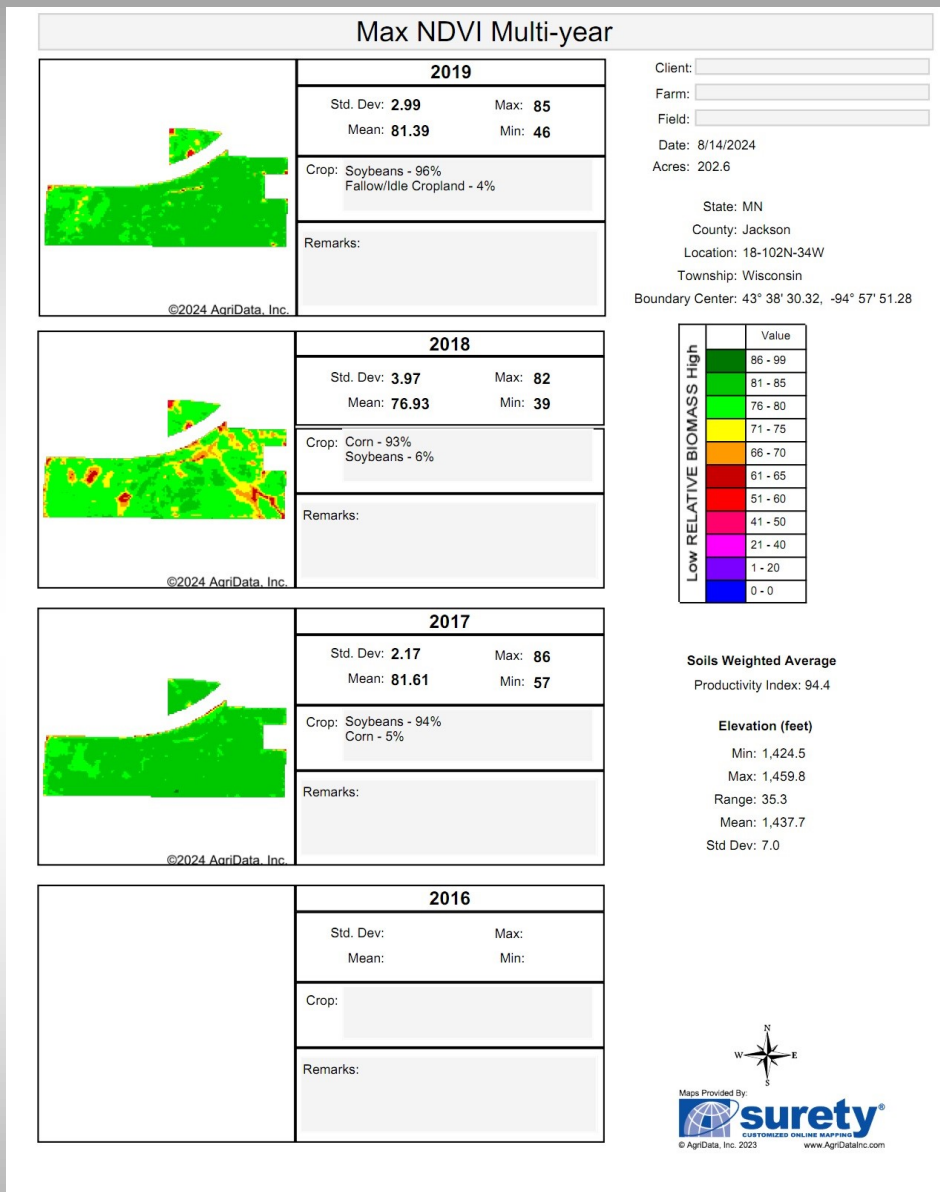 Max NDVI Multi-year
2019
Std. Dev: 2.99 Max: 85
Mean: 81.39 Min: 46
Crop: Soybeans - 96%
Fallow/Idle Cropland - 4%
Remarks:
©2024 AgriData, Inc.
2018
Std. Dev: 3.97 Max: 82
Mean: 76.93 Min: 39
Crop: Corn - 93%
Soybeans - 6%
Remarks:
©2024 AgriData, Inc.
2017
Std. Dev: 2.17 Max: 86
Mean: 81.61 Min: 57
Crop: Soybeans - 94%
Corn - 5%
Remarks:
©2024 AgriData, Inc.
2016
Std. Dev: Max:
Mean: Min:
Crop:
Remarks:
Client:
Farm:
Field:
Date: 8/14/2024
Acres: 202.6
State: MN
County: Jackson
Location: 18-102N-34W
Township: Wisconsin
Boundary Center: 43° 38' 30.32, -94° 57' 51.28
Low RELATIVE BIOMASS High
Value
86 - 99
81 - 85
76 - 80
71 - 75
66 - 70
61 - 65
51 - 60
41 - 50
21 - 40
1 - 20
0 - 0
Soils Weighted Average
Productivity Index: 94.4
Elevation (feet)
Min: 1,424.5
Max: 1,459.8
Range: 35.3
Mean: 1,437.7
Std Dev: 7.0
N
W E
S
Maps Provided By:
surety®
CUSTOMIZED ONLINE MAPPING
© AgriData, Inc. 2023 www.AgriDataInc.com